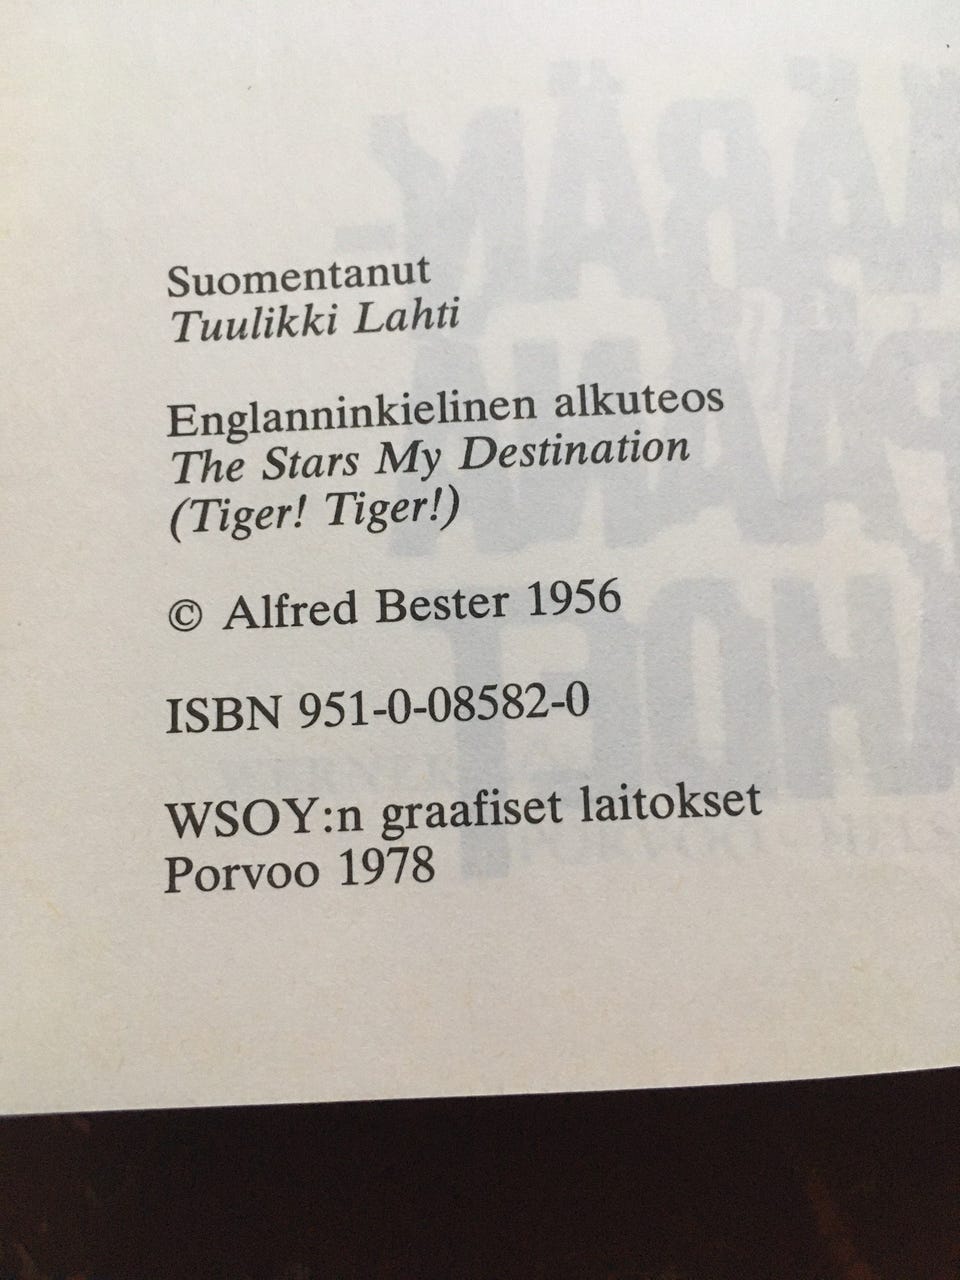 Suomentanut
Tuulikki Lahti
Englanninkielinen alkuteos
The Stars My Destination
(Tiger! Tiger!)
© Alfred Bester 1956
ISBN 951-0-08582-0
WSOY:n graafiset laitokset
Porvoo 1978